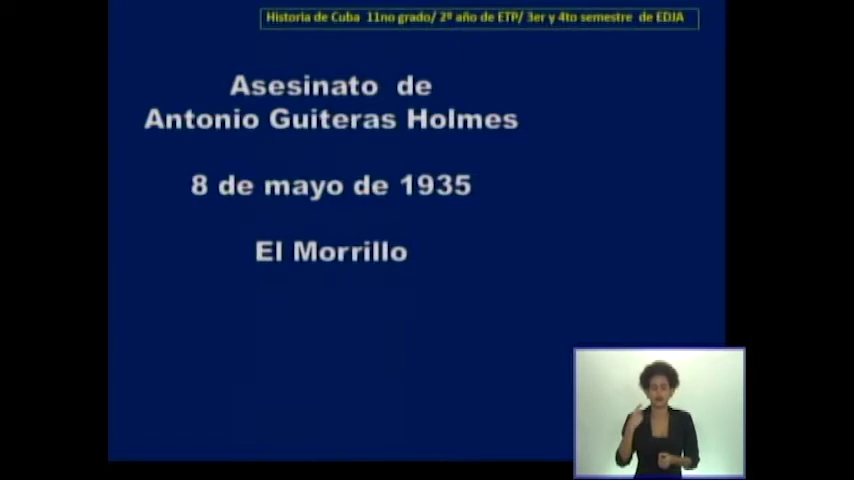 Historia de Cuba 11no grado/ 2º año de ETP/ 3er y 4to semestre de EDJA
Asesinato de
Antonio Guiteras Holmes
8 de mayo de 1935
El Morrillo